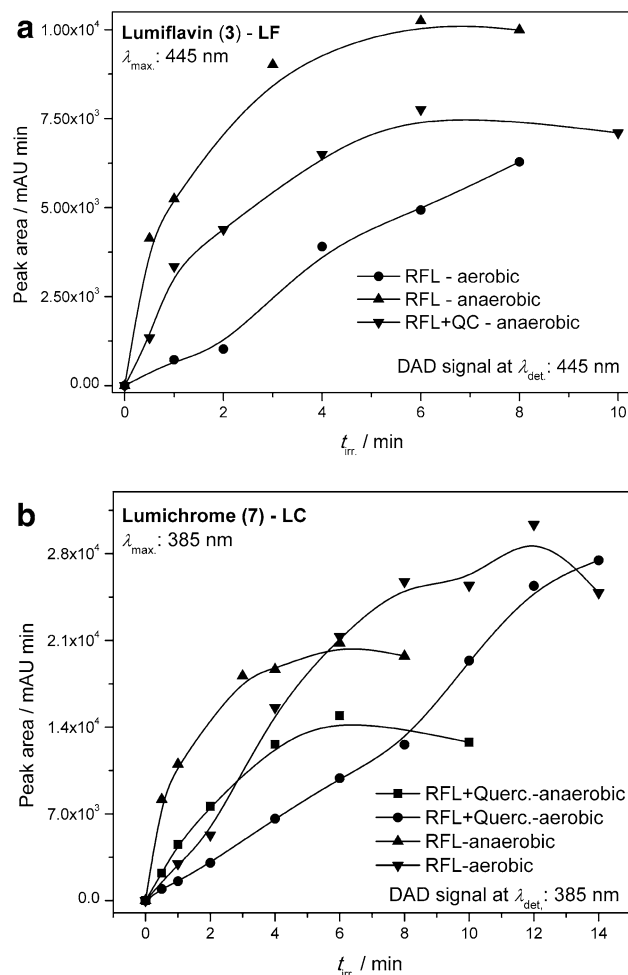 a
Lumiflavin (3) - LF
λmax.: 445 nm
1.00x10⁴
7.50x10³
5.00x10³
2.50x10³
0.00
Peak area / mAU min
RFL - aerobic
RFL - anaerobic
RFL+QC - anaerobic
DAD signal at λdet.: 445 nm
0 2 4 6 8 10
tirr. / min
b
Lumichrome (7) - LC
λmax.: 385 nm
2.8x10⁴
2.1x10⁴
1.4x10⁴
7.0x10³
0.0
Peak area / mAU min
RFL+Querc.-anaerobic
RFL+Querc.-aerobic
RFL-anaerobic
RFL-aerobic
DAD signal at λdet,: 385 nm
0 2 4 6 8 10 12 14
tirr. / min